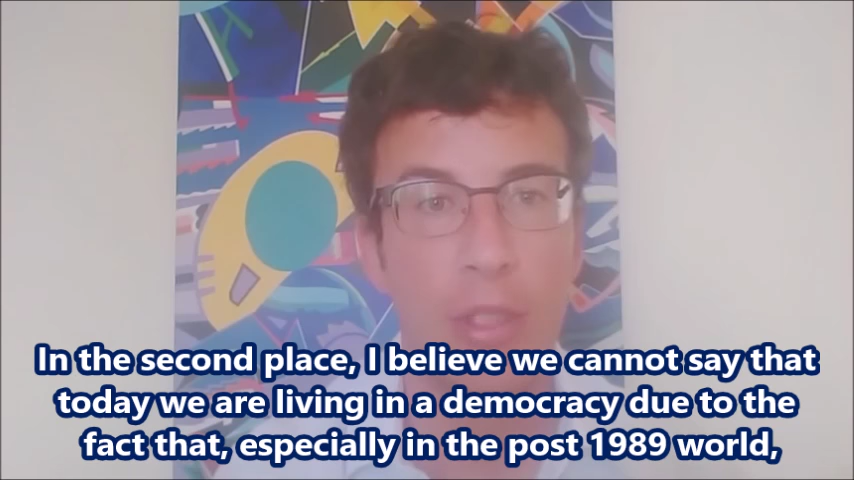 In the second place, I believe we cannot say that
today we are living in a democracy due to the
fact that, especially in the post 1989 world,